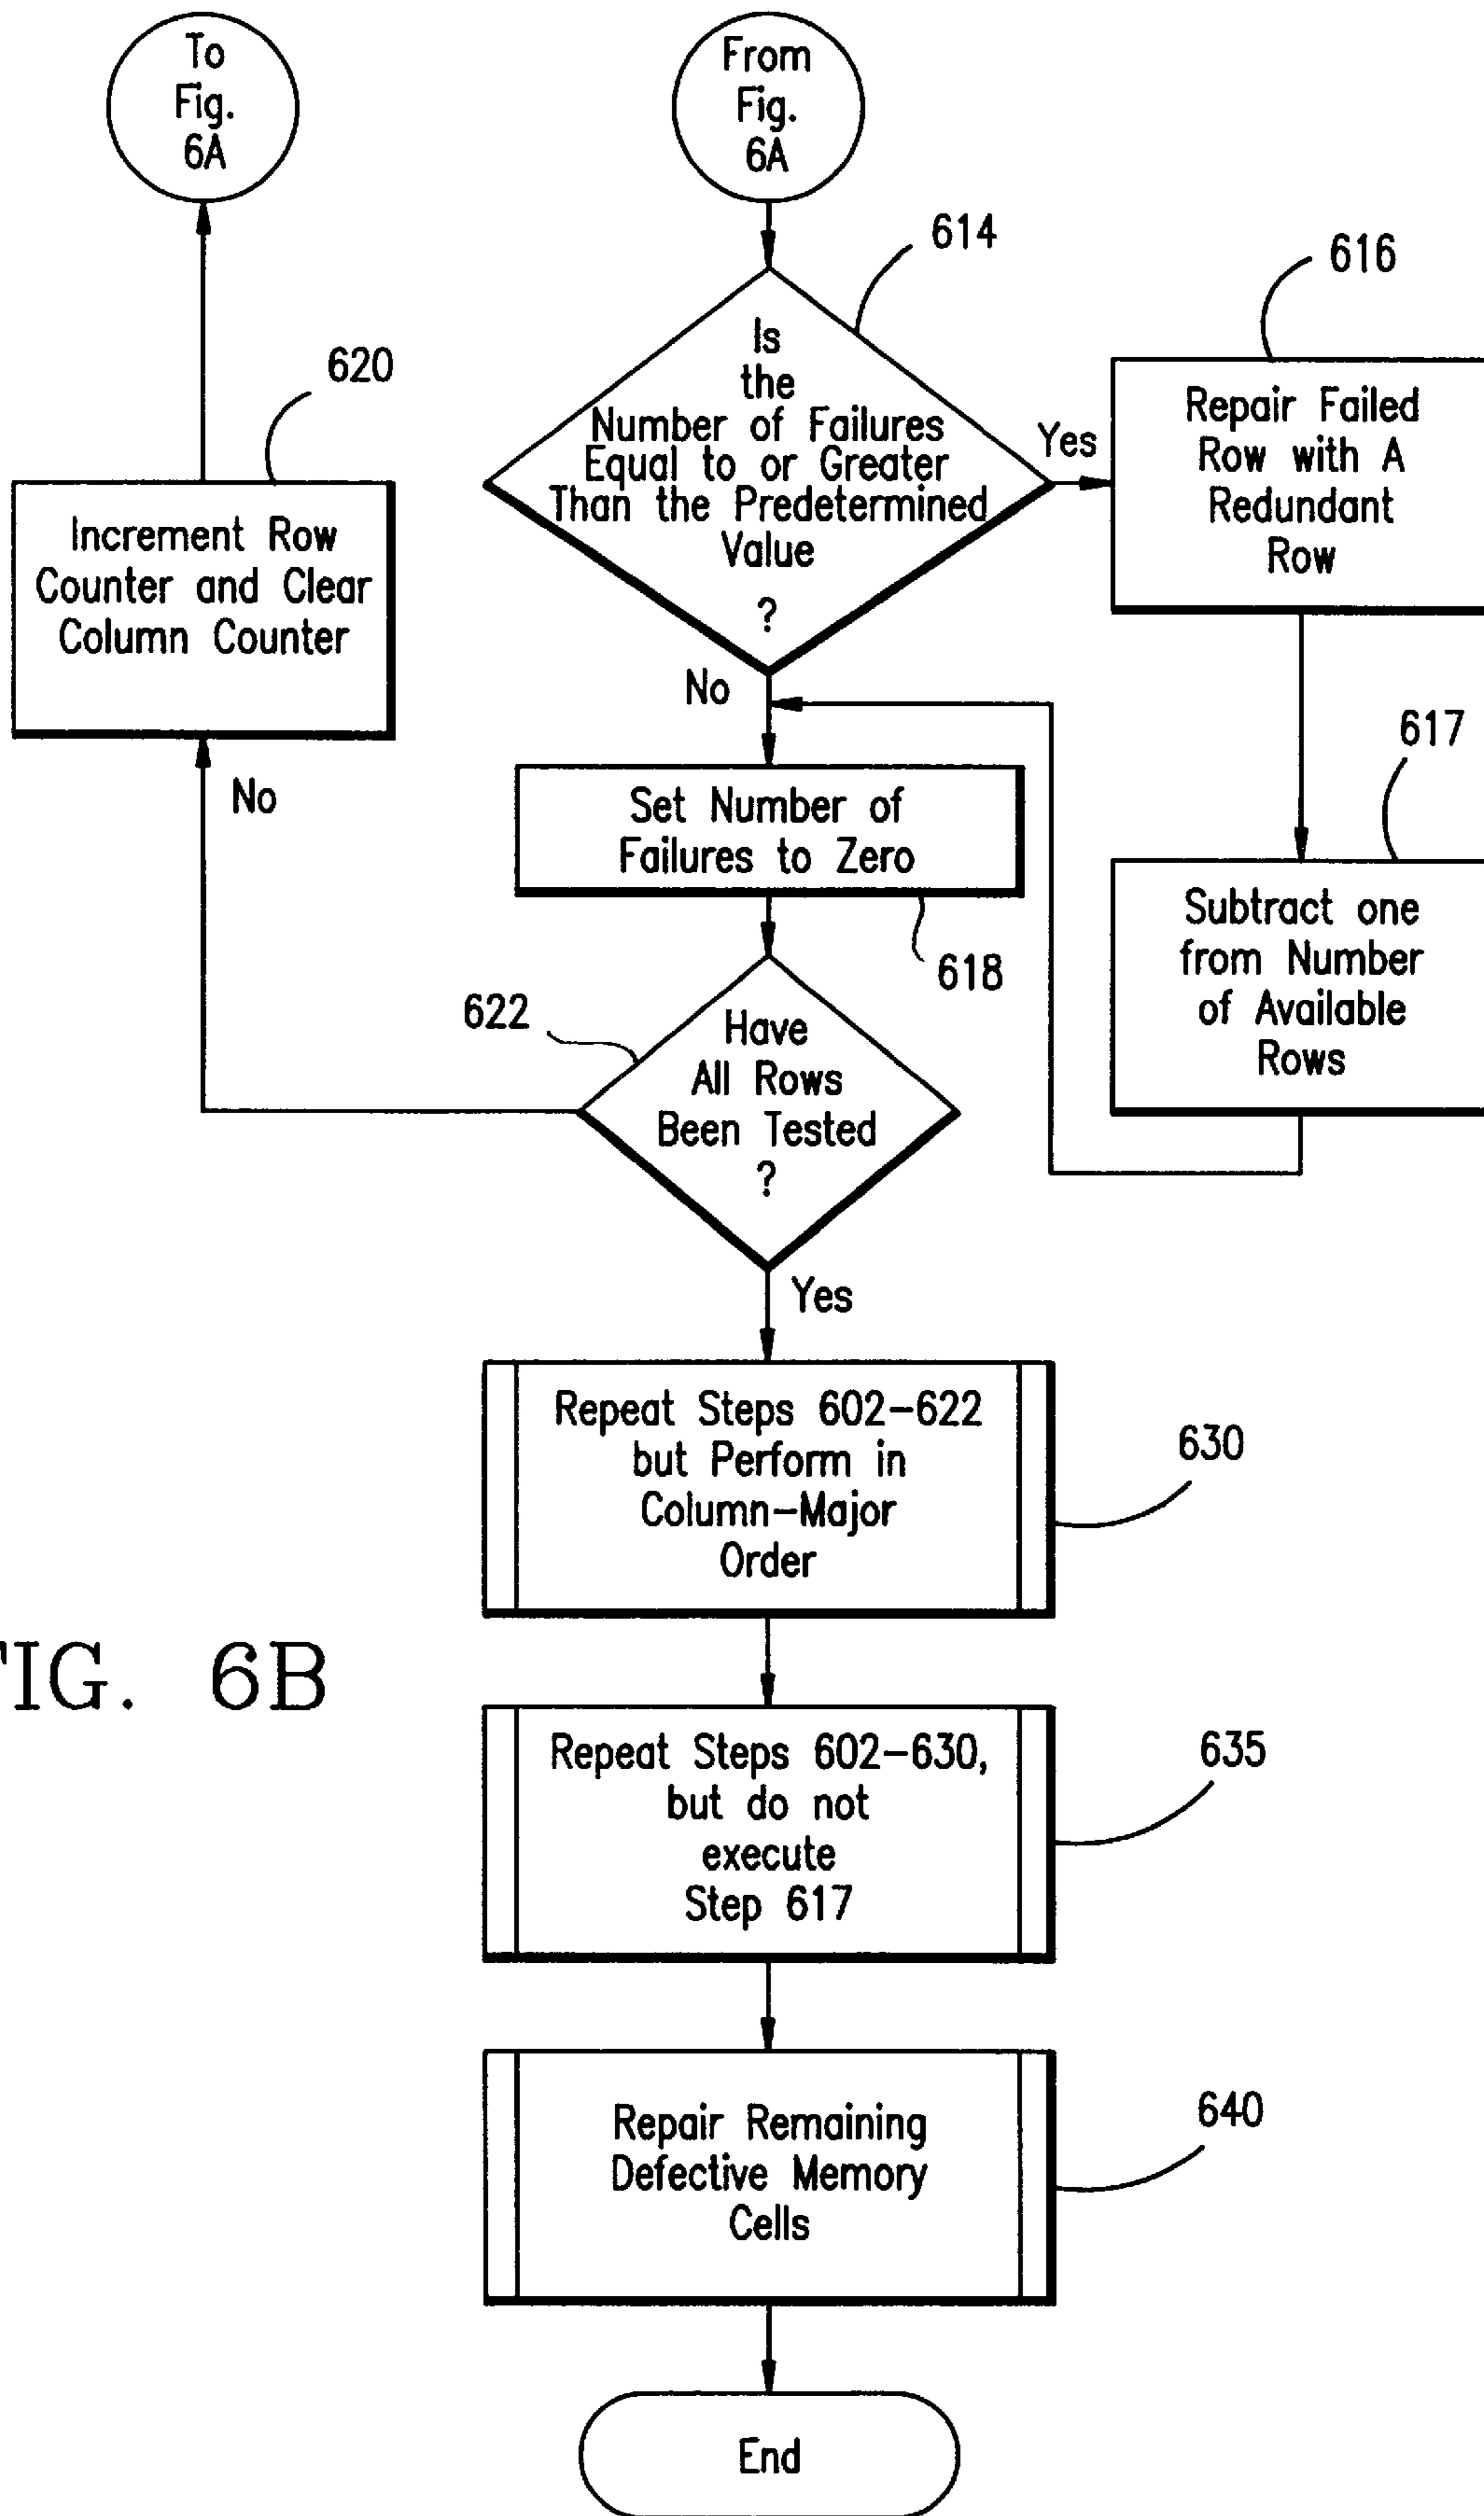 To
Fig.
6A
From
Fig.
6A
614
616
620
Is
the
Number of Failures
Equal to or Greater
Than the Predetermined
Value
?
Yes
Repair Failed
Row with A
Redundant
Row
Increment Row
Counter and Clear
Column Counter
No
617
No
Set Number of
Failures to Zero
618
Subtract one
from Number
of Available
Rows
622
Have
All Rows
Been Tested
?
Yes
Repeat Steps 602-622
but Perform in
Column-Major
Order
630
FIG. 6B
Repeat Steps 602-630,
but do not
execute
Step 617
635
Repair Remaining
Defective Memory
Cells
640
End